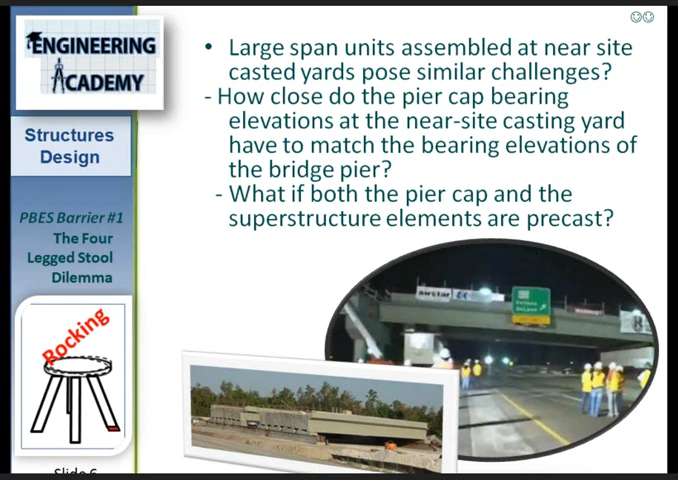 ENGINEERING
ACADEMY
Structures
Design
PBES Barrier #1
The Four
Legged Stool
Dilemma
Rocking
Slide 6
• Large span units assembled at near site
casted yards pose similar challenges?
- How close do the pier cap bearing
elevations at the near-site casting yard
have to match the bearing elevations of
the bridge pier?
- What if both the pier cap and the
superstructure elements are precast?